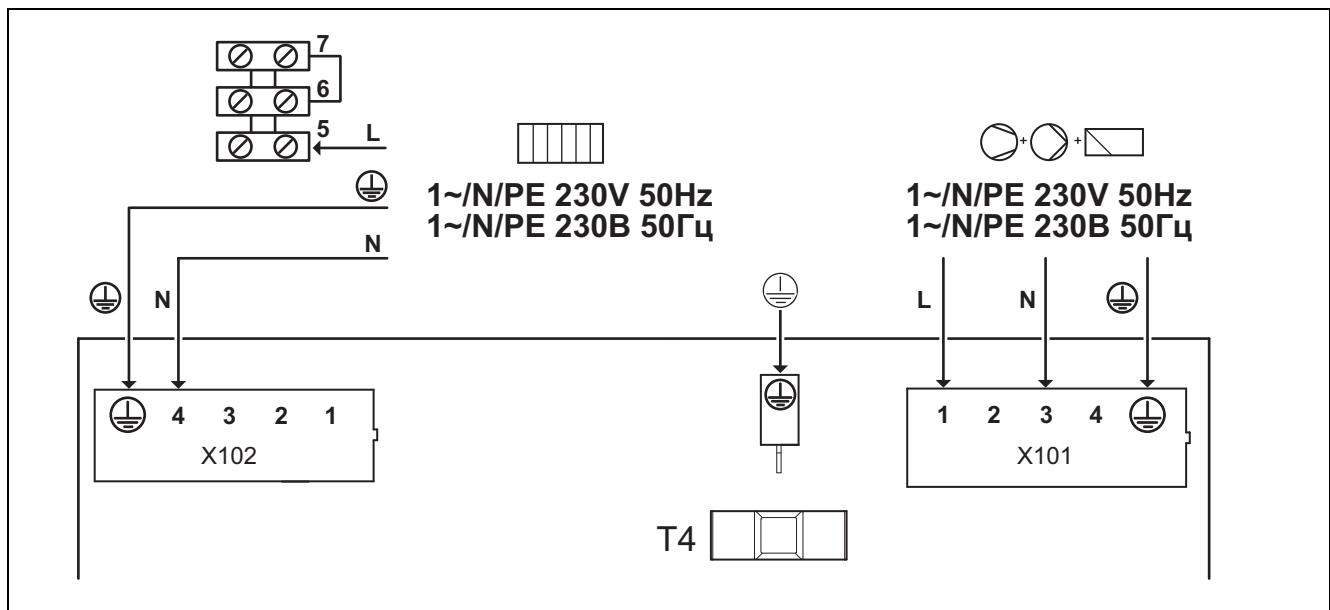 7
6
5
L
1~/N/PE 230V 50Hz
1~/N/PE 230В 50Гц
1~/N/PE 230V 50Hz
1~/N/PE 230В 50Гц
N
N
L
N
4 3 2 1
X102
1 2 3 4
X101
T4